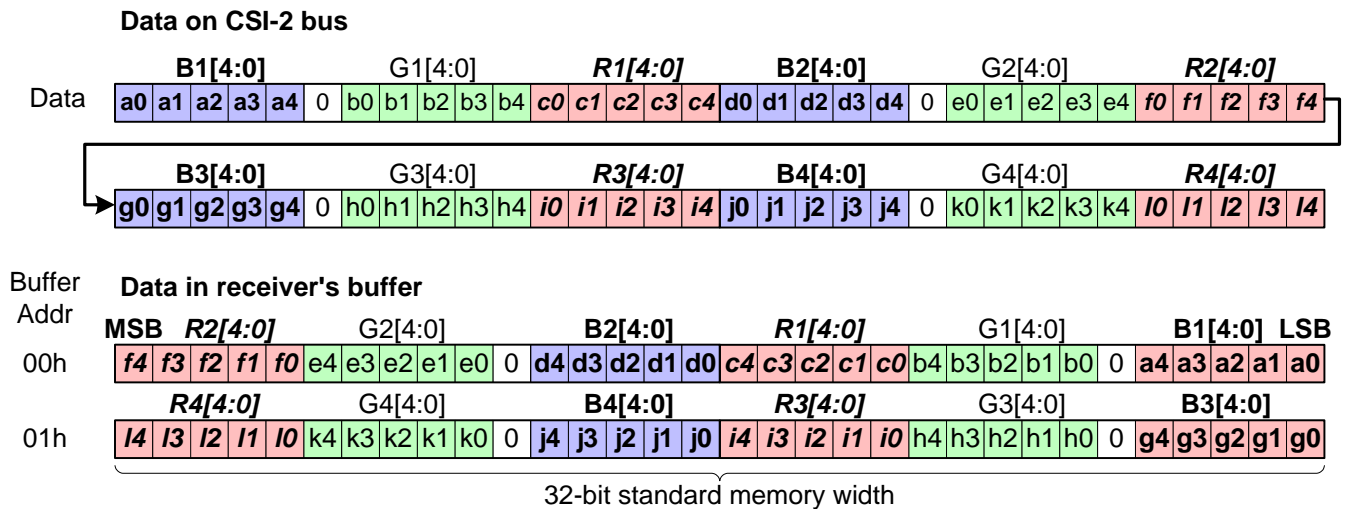 Data on CSI-2 bus
B1[4:0] G1[4:0] R1[4:0] B2[4:0] G2[4:0] R2[4:0]
Data a0 a1 a2 a3 a4 0 b0 b1 b2 b3 b4 c0 c1 c2 c3 c4 d0 d1 d2 d3 d4 0 e0 e1 e2 e3 e4 f0 f1 f2 f3 f4
B3[4:0] G3[4:0] R3[4:0] B4[4:0] G4[4:0] R4[4:0]
g0 g1 g2 g3 g4 0 h0 h1 h2 h3 h4 i0 i1 i2 i3 i4 j0 j1 j2 j3 j4 0 k0 k1 k2 k3 k4 l0 l1 l2 l3 l4
Buffer Addr
Data in receiver's buffer
MSB R2[4:0] G2[4:0] B2[4:0] R1[4:0] G1[4:0] B1[4:0] LSB
00h f4 f3 f2 f1 f0 e4 e3 e2 e1 e0 0 d4 d3 d2 d1 d0 c4 c3 c2 c1 c0 b4 b3 b2 b1 b0 0 a4 a3 a2 a1 a0
R4[4:0] G4[4:0] B4[4:0] R3[4:0] G3[4:0] B3[4:0]
01h l4 l3 l2 l1 l0 k4 k3 k2 k1 k0 0 j4 j3 j2 j1 j0 i4 i3 i2 i1 i0 h4 h3 h2 h1 h0 0 g4 g3 g2 g1 g0
32-bit standard memory width